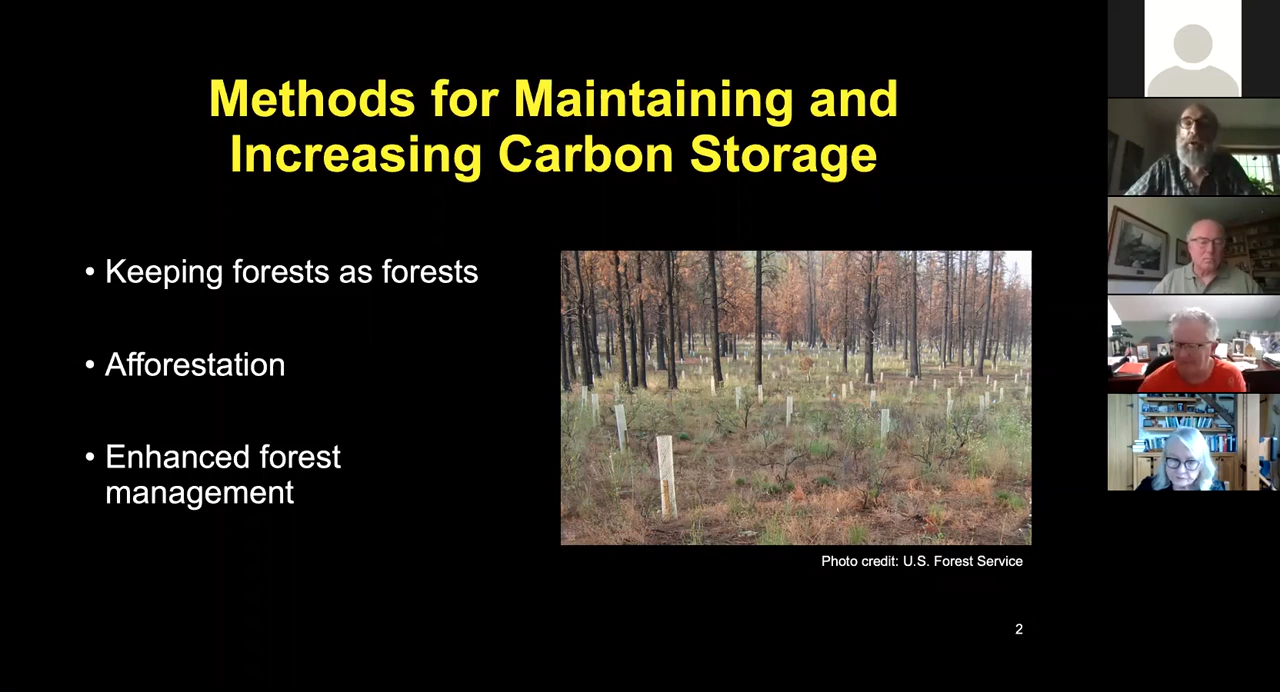 Methods for Maintaining and
Increasing Carbon Storage
• Keeping forests as forests
• Afforestation
• Enhanced forest
management
Photo credit: U.S. Forest Service
2